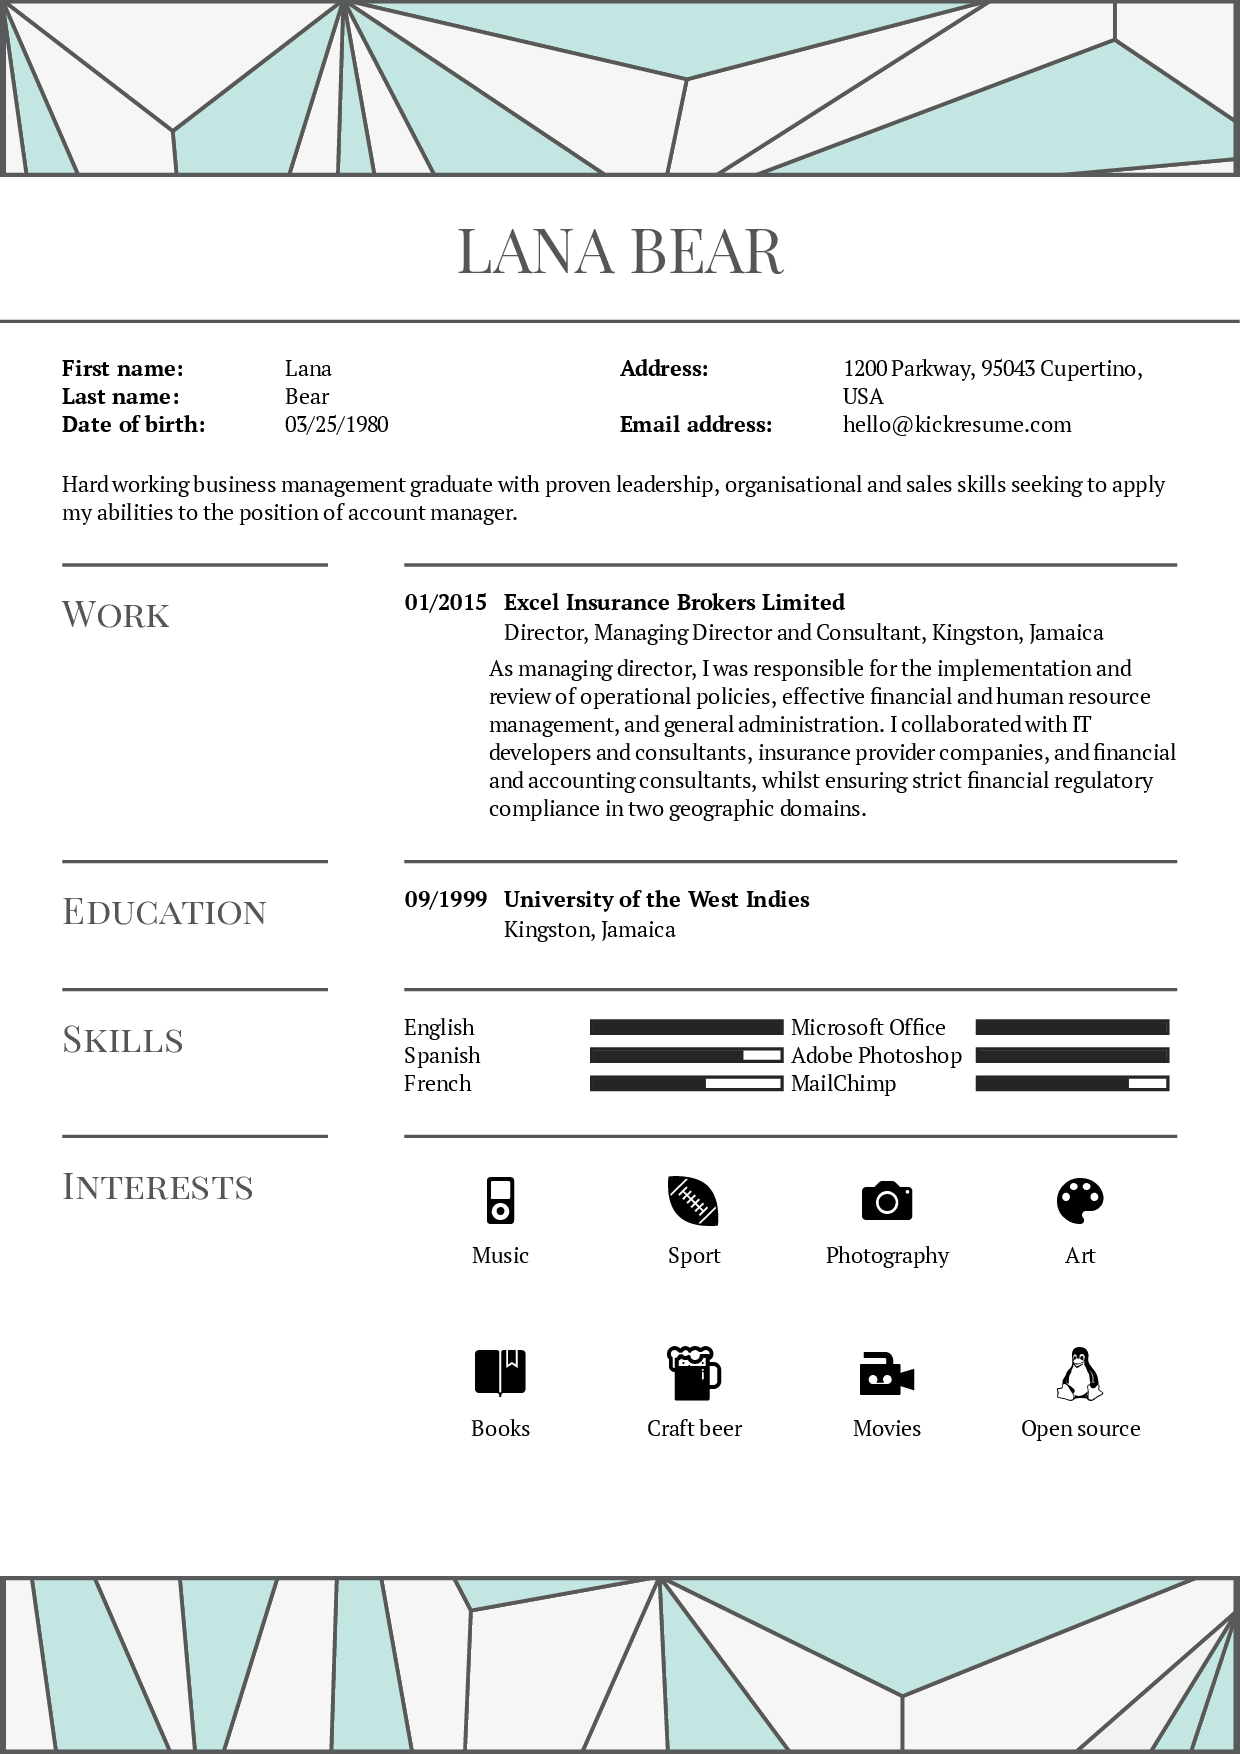 LANA BEAR
First name: Lana
Last name: Bear
Date of birth: 03/25/1980
Address: 1200 Parkway, 95043 Cupertino,
USA
Email address: hello@kickresume.com
Hard working business management graduate with proven leadership, organisational and sales skills seeking to apply
my abilities to the position of account manager.
WORK
01/2015 Excel Insurance Brokers Limited
Director, Managing Director and Consultant, Kingston, Jamaica
As managing director, I was responsible for the implementation and
review of operational policies, effective financial and human resource
management, and general administration. I collaborated with IT
developers and consultants, insurance provider companies, and financial
and accounting consultants, whilst ensuring strict financial regulatory
compliance in two geographic domains.
EDUCATION
09/1999 University of the West Indies
Kingston, Jamaica
SKILLS
English Microsoft Office
Spanish Adobe Photoshop
French MailChimp
INTERESTS
Music Sport Photography Art
Books Craft beer Movies Open source